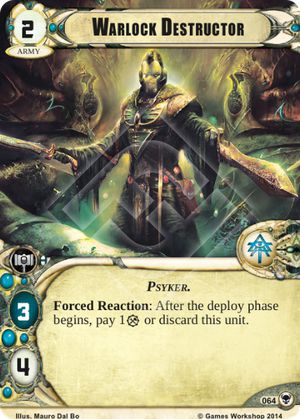 2
WARLOCK DESTRUCTOR
ARMY
PSYKER.
Forced Reaction: After the deploy phase
begins, pay 1 or discard this unit.
3
4
064
Illus. Mauro Dal Bo
© Games Workshop 2014